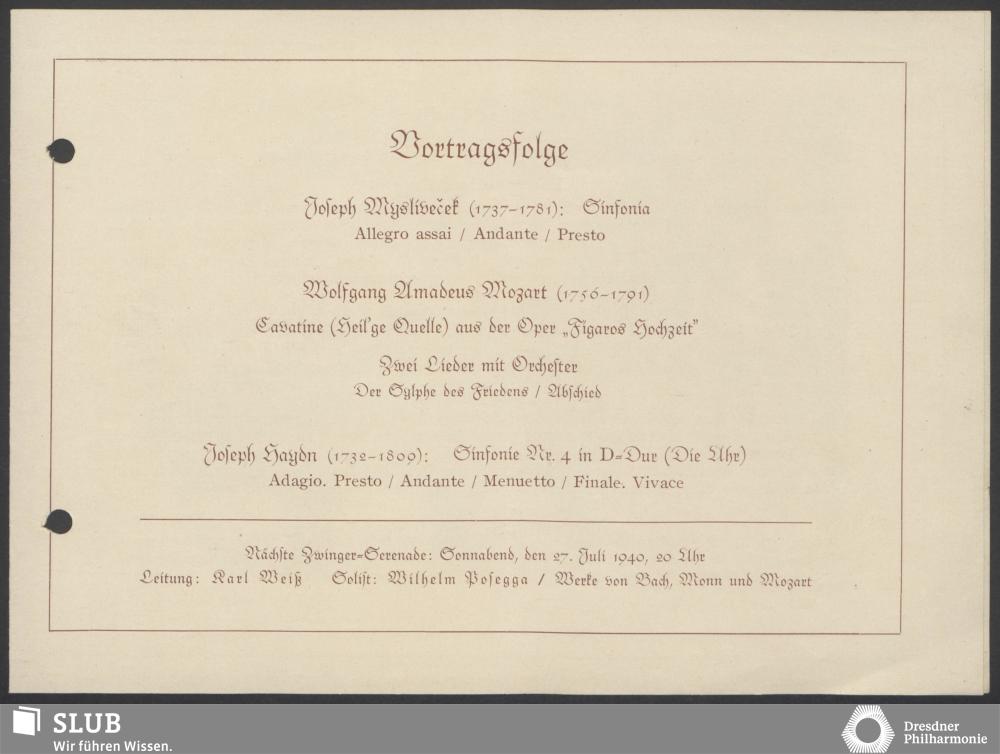 Vortragsfolge
Joseph Mysliveček (1737–1781): Sinfonia
Allegro assai / Andante / Presto
Wolfgang Amadeus Mozart (1756–1791)
Cavatine (Heil'ge Quelle) aus der Oper „Figaros Hochzeit"
Zwei Lieder mit Orchester
Der Sylphe des Friedens / Abschied
Joseph Haydn (1732–1809): Sinfonie Nr. 4 in D=Dur (Die Uhr)
Adagio. Presto / Andante / Menuetto / Finale. Vivace
Nächste Zwinger=Serenade: Sonnabend, den 27. Juli 1940, 20 Uhr
Leitung: Karl Weiß Solist: Wilhelm Posegga / Werke von Bach, Monn und Mozart
SLUB
Wir führen Wissen.
Dresdner
Philharmonie